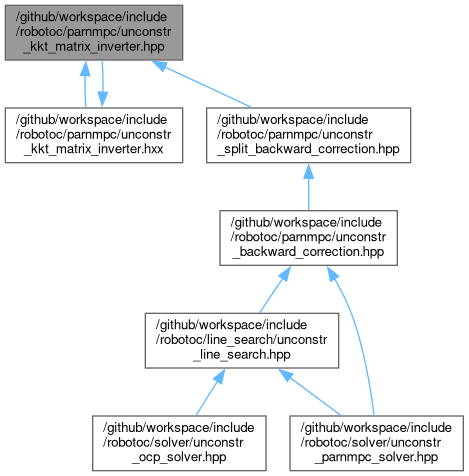 /github/workspace/include
/robotoc/parnmpc/unconstr
_kkt_matrix_inverter.hpp
/github/workspace/include
/robotoc/parnmpc/unconstr
_kkt_matrix_inverter.hxx
/github/workspace/include
/robotoc/parnmpc/unconstr
_split_backward_correction.hpp
/github/workspace/include
/robotoc/parnmpc/unconstr
_backward_correction.hpp
/github/workspace/include
/robotoc/line_search/unconstr
_line_search.hpp
/github/workspace/include
/robotoc/solver/unconstr
_ocp_solver.hpp
/github/workspace/include
/robotoc/solver/unconstr
_parnmpc_solver.hpp